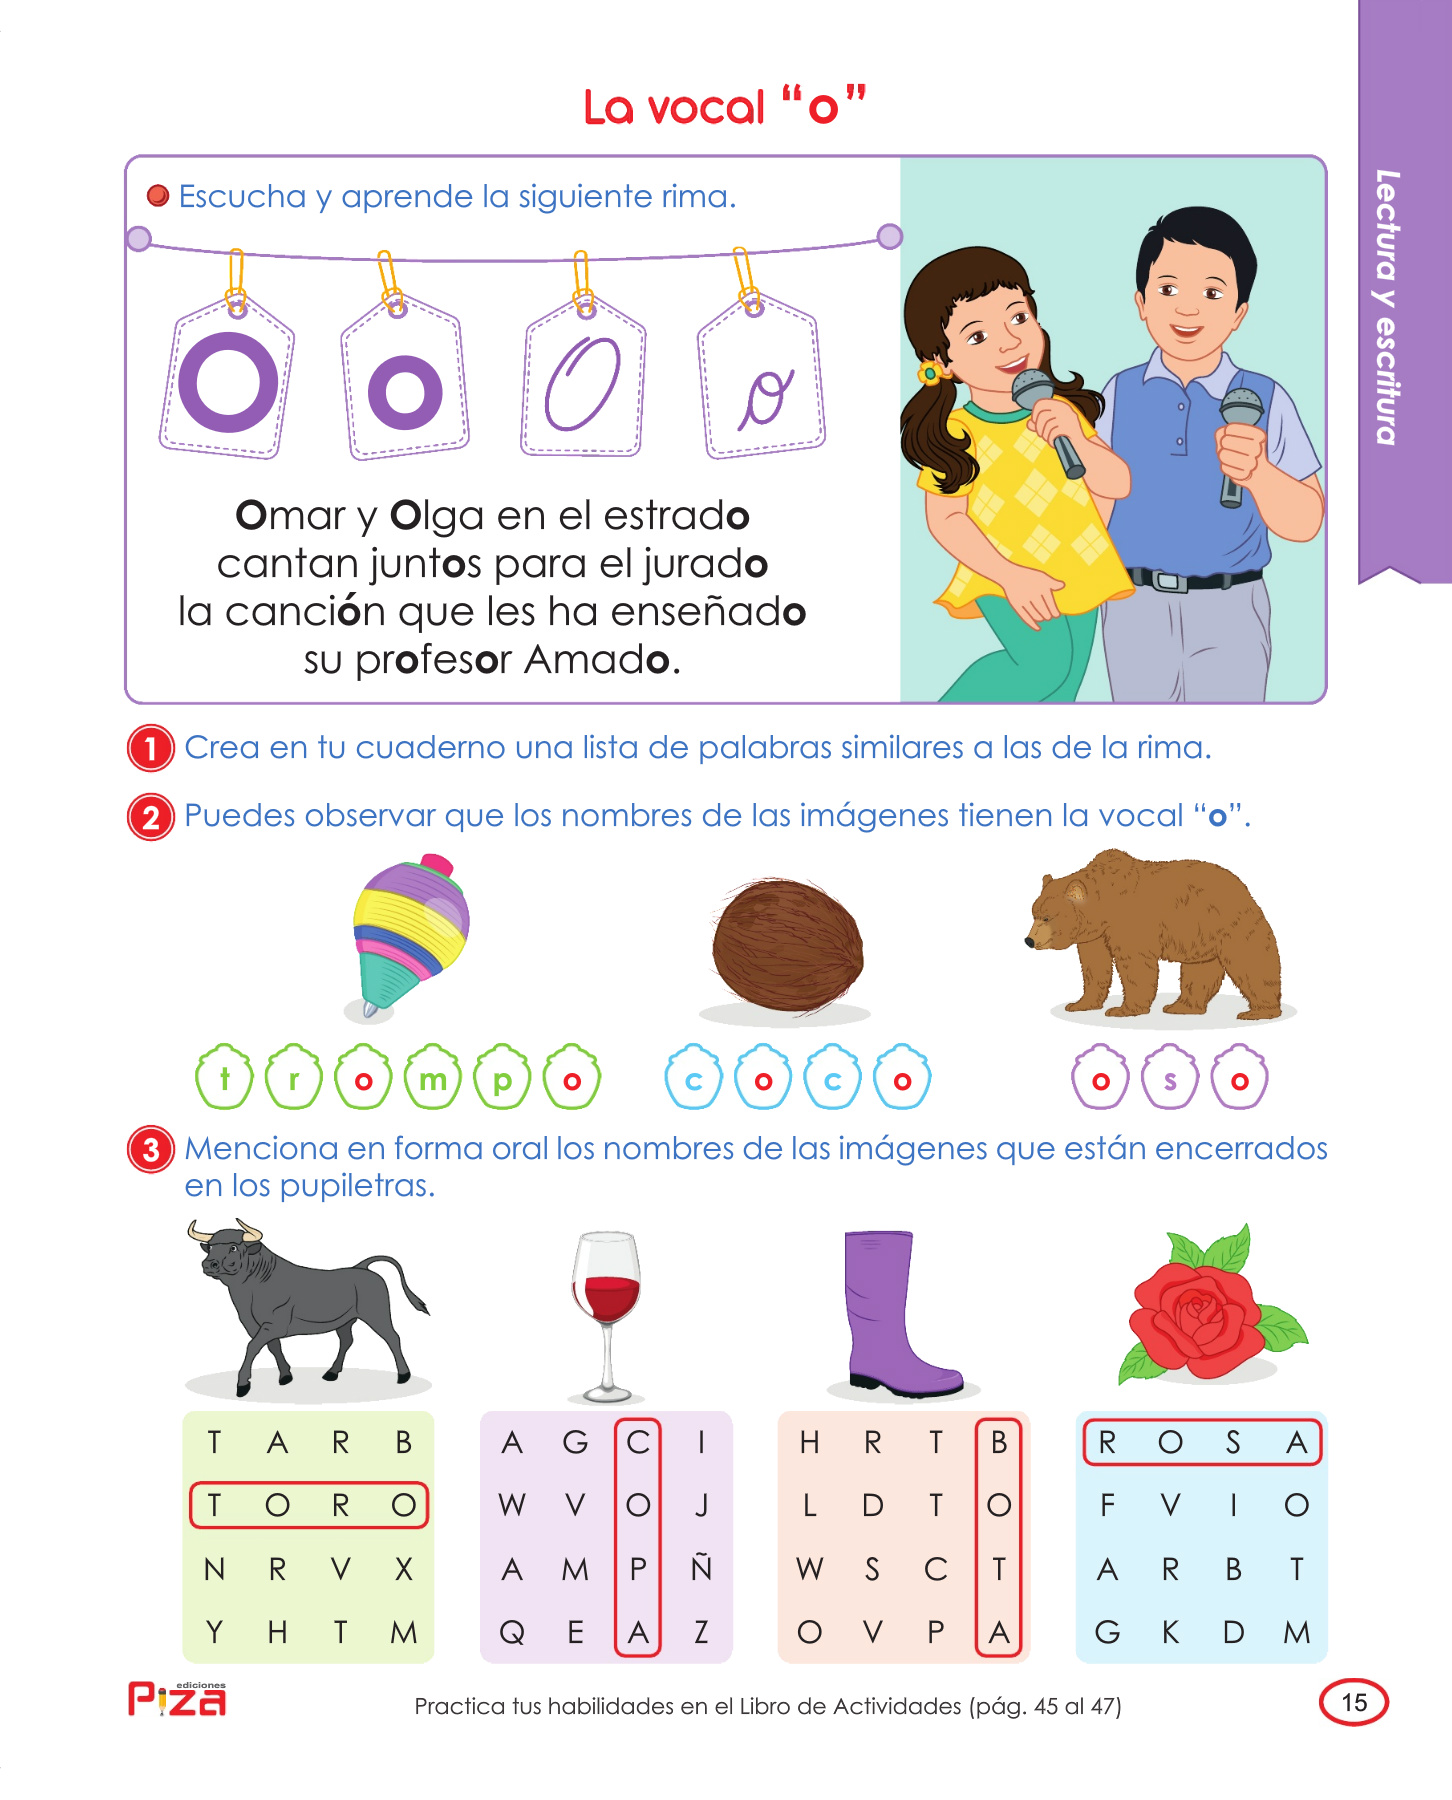 La vocal “o”
Lectura y escritura
Escucha y aprende la siguiente rima.
O o O o
Omar y Olga en el estrado
cantan juntos para el jurado
la canción que les ha enseñado
su profesor Amado.
1 Crea en tu cuaderno una lista de palabras similares a las de la rima.
2 Puedes observar que los nombres de las imágenes tienen la vocal “o”.
t r o m p o
c o c o
o s o
3 Menciona en forma oral los nombres de las imágenes que están encerrados
en los pupiletras.
T A R B
T O R O
N R V X
Y H T M
A G C I
W V O J
A M P Ñ
Q E A Z
H R T B
L D T O
W S C T
O V P A
R O S A
F V I O
A R B T
G K D M
ediciones
Piza
Practica tus habilidades en el Libro de Actividades (pág. 45 al 47)
15